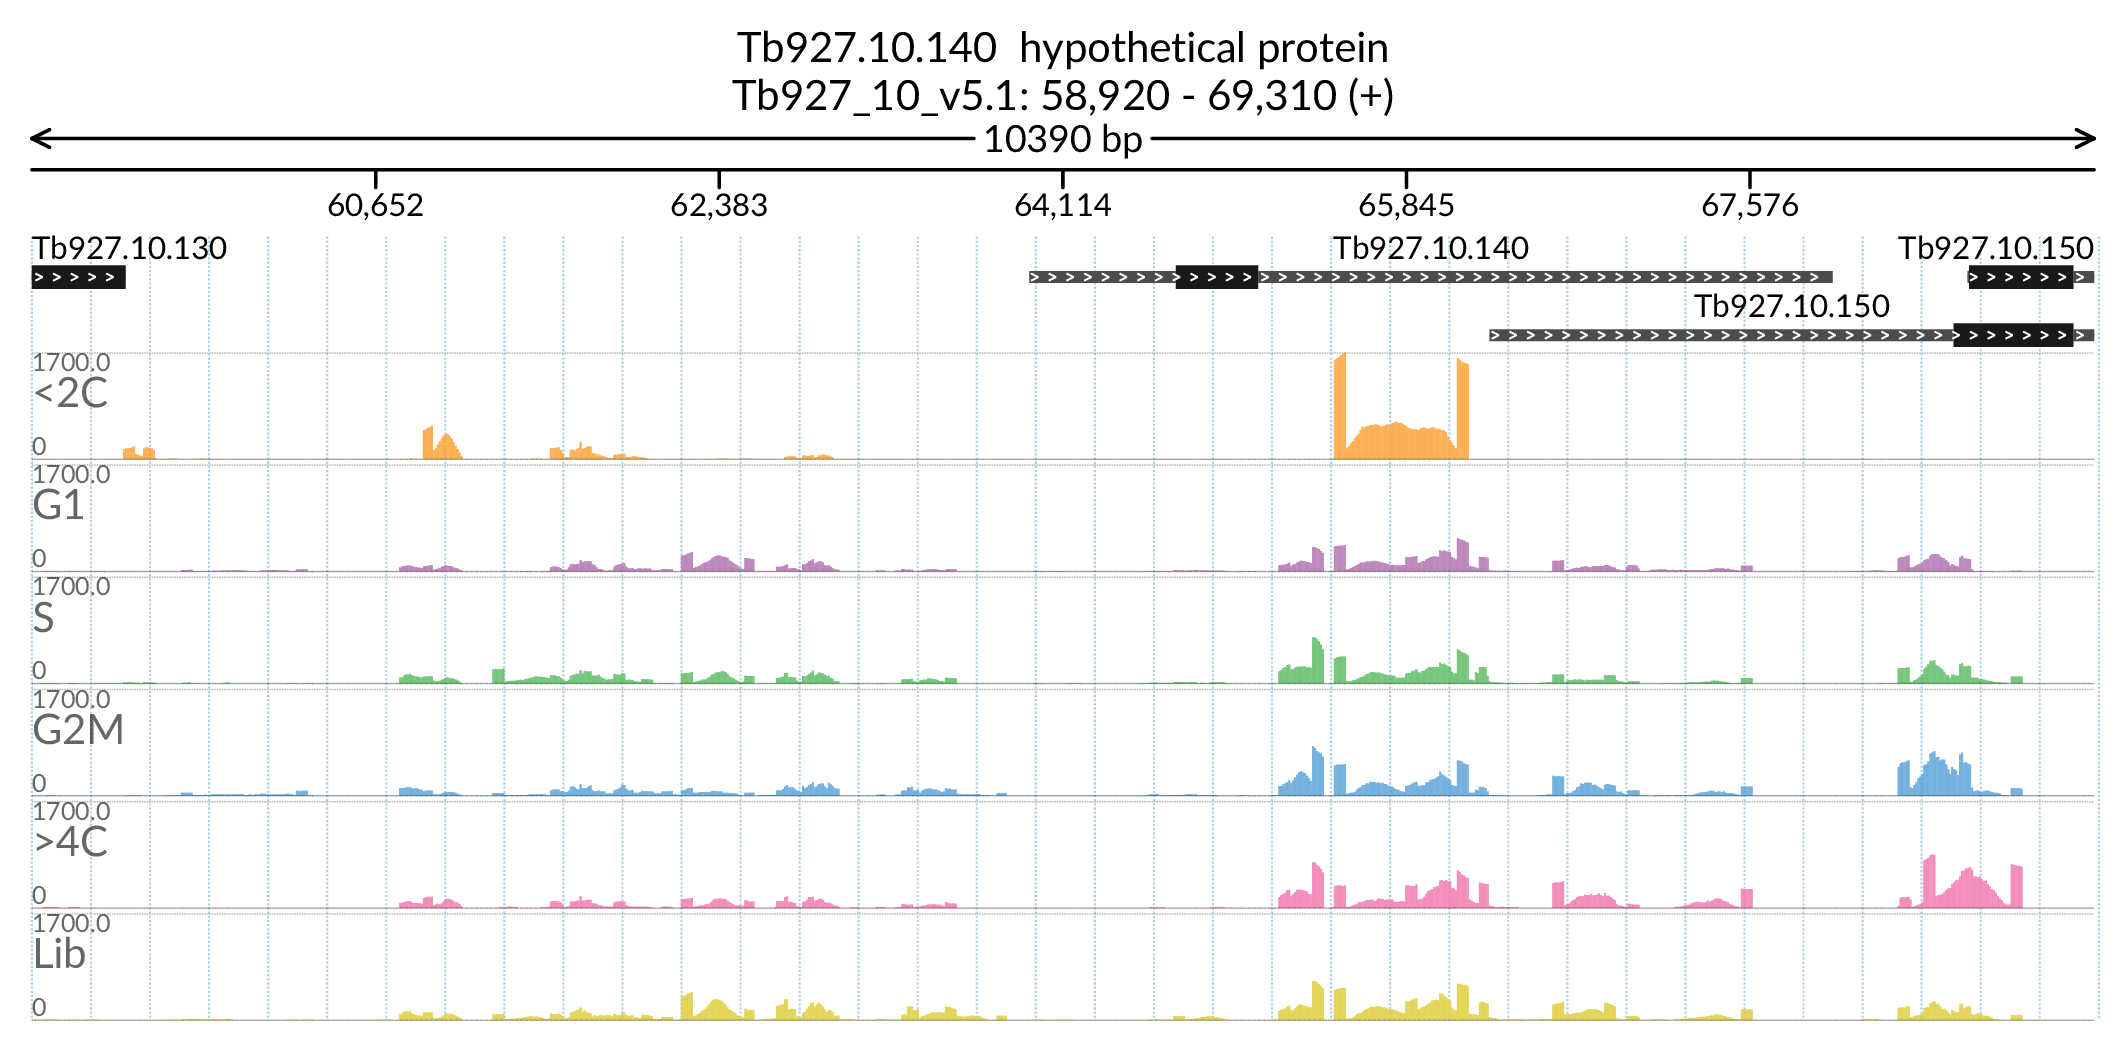 Tb927.10.140  hypothetical protein
Tb927_10_v5.1: 58,920 - 69,310 (+)
10390 bp
60,652 62,383 64,114 65,845 67,576
Tb927.10.130 Tb927.10.140 Tb927.10.150
Tb927.10.150
1700.0
<2C
0
1700.0
G1
0
1700.0
S
0
1700.0
G2M
0
1700.0
>4C
0
1700.0
Lib
0